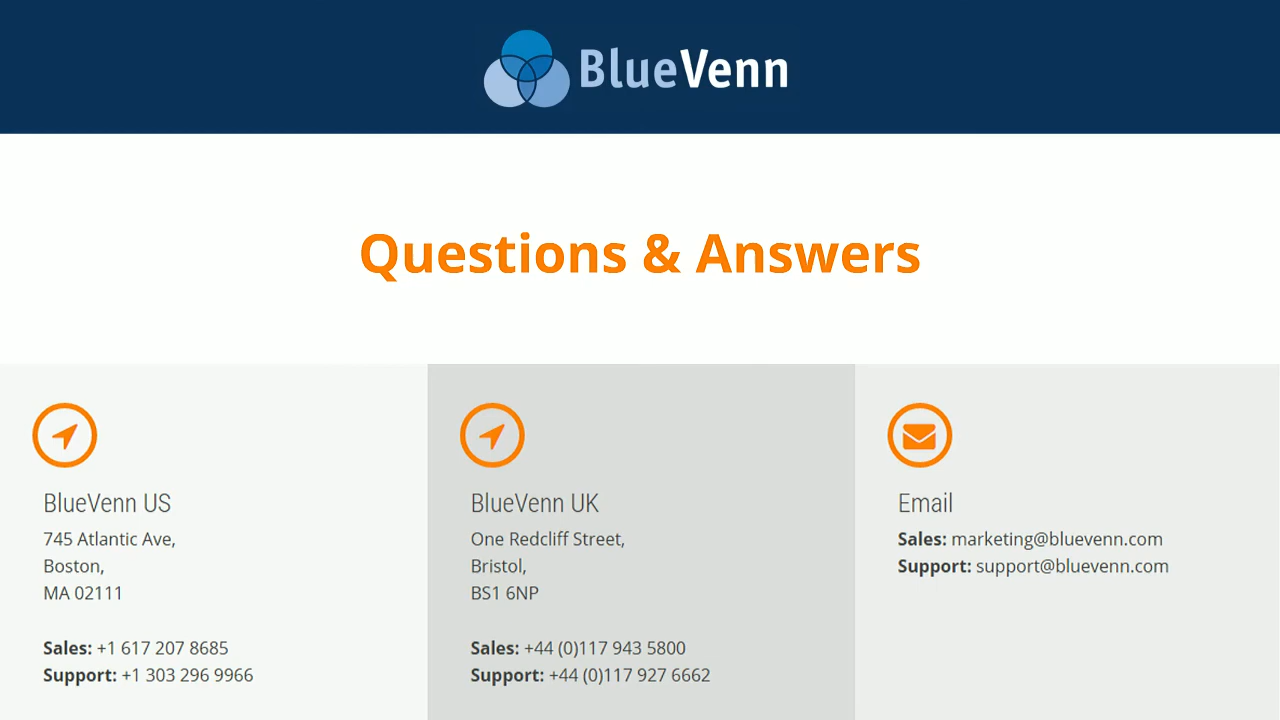 BlueVenn
Questions & Answers
BlueVenn US
745 Atlantic Ave,
Boston,
MA 02111
Sales: +1 617 207 8685
Support: +1 303 296 9966
BlueVenn UK
One Redcliff Street,
Bristol,
BS1 6NP
Sales: +44 (0)117 943 5800
Support: +44 (0)117 927 6662
Email
Sales: marketing@bluevenn.com
Support: support@bluevenn.com